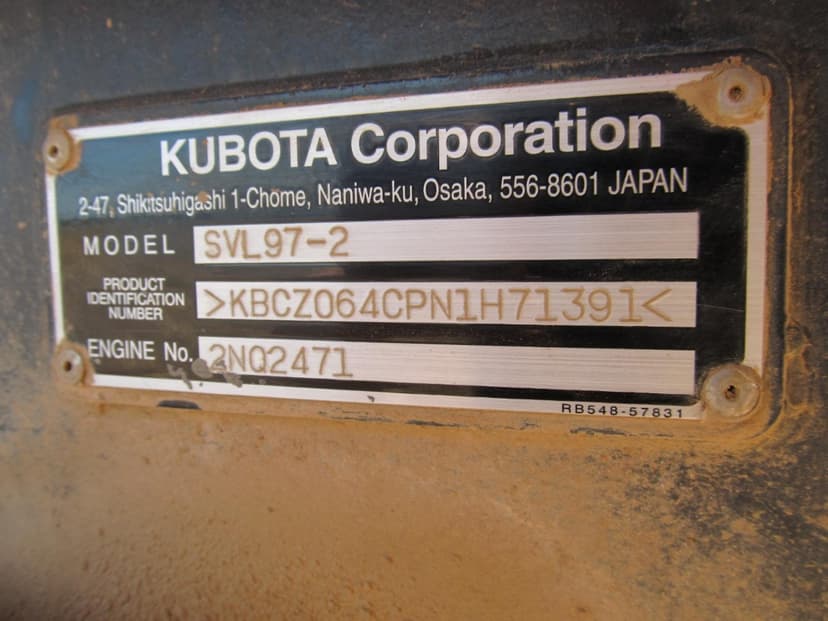 KUBOTA Corporation
2-47, Shikitsuhigashi 1-Chome, Naniwa-ku, Osaka, 556-8601 JAPAN
MODEL SVL97-2
PRODUCT
IDENTIFICATION
NUMBER
>KBCZ064CPN1H71391<
ENGINE No. 2NQ2471
RB548-57831